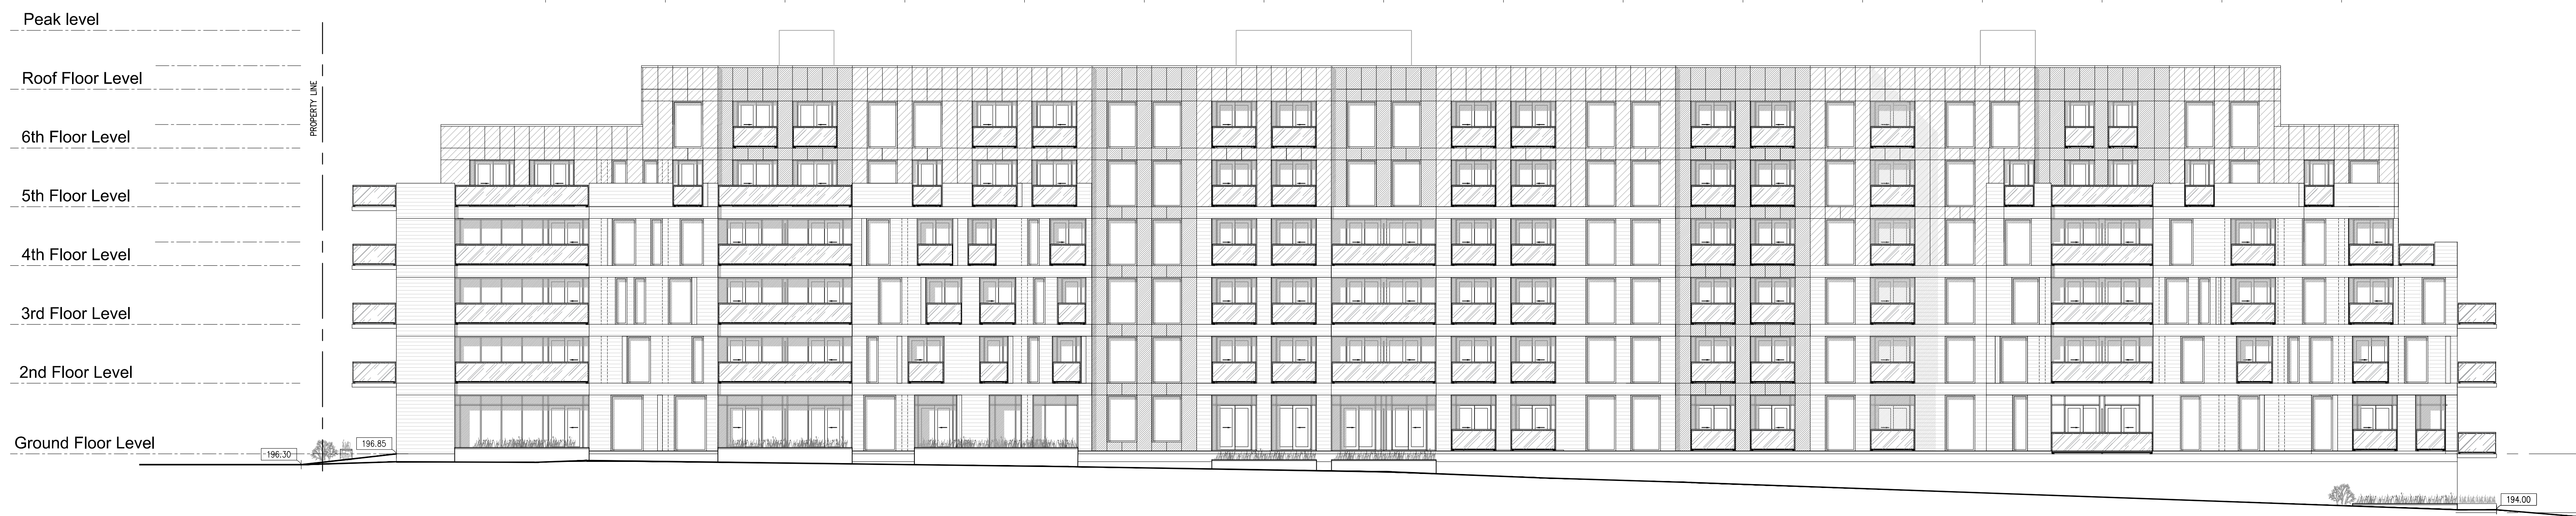 Peak level
Roof Floor Level
PROPERTY LINE
6th Floor Level
5th Floor Level
4th Floor Level
3rd Floor Level
2nd Floor Level
Ground Floor Level
196.85
196.30
194.00